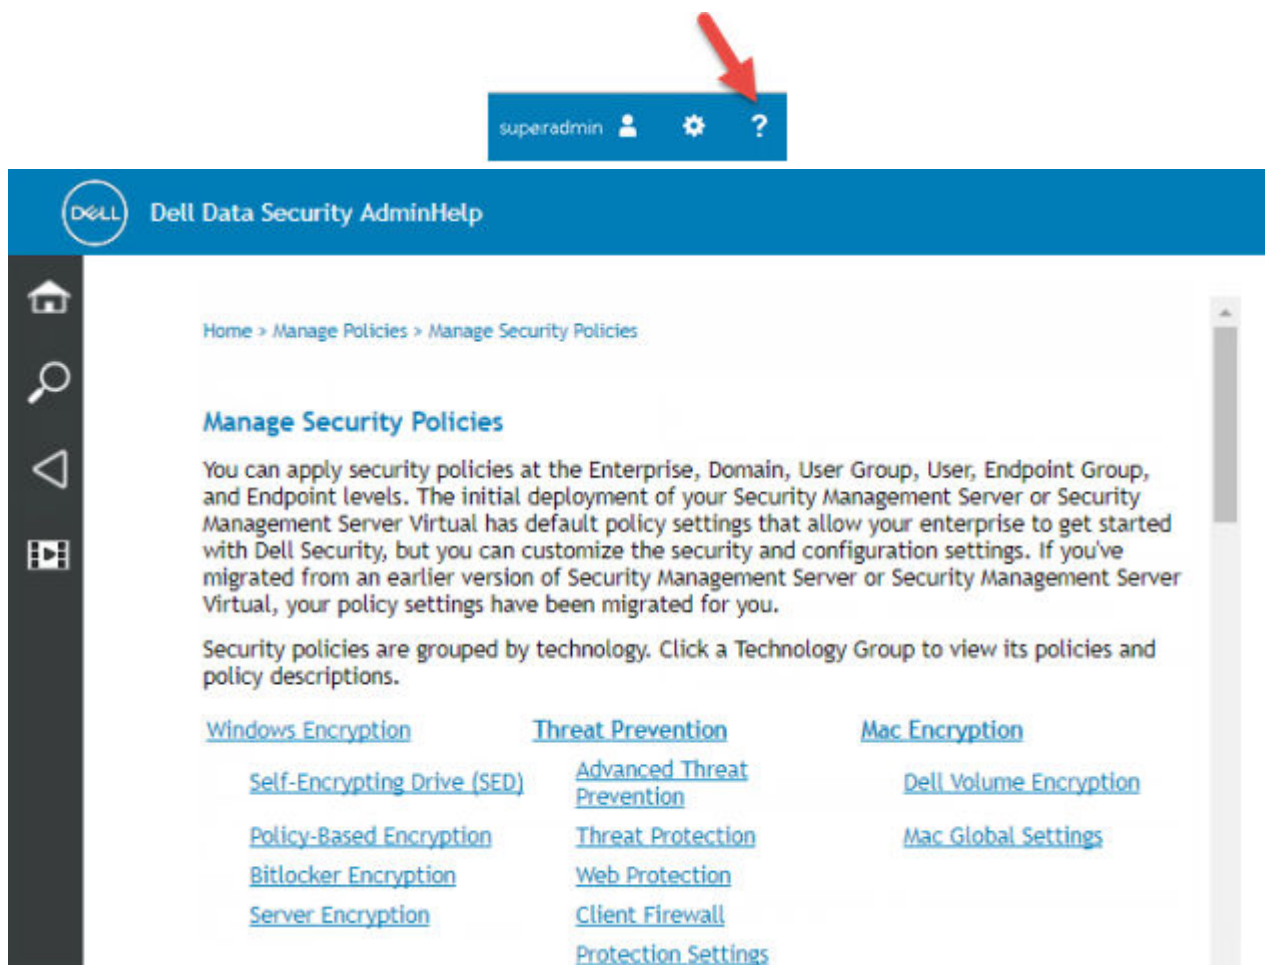 superadmin ?
DELL Dell Data Security AdminHelp
Home > Manage Policies > Manage Security Policies
Manage Security Policies
You can apply security policies at the Enterprise, Domain, User Group, User, Endpoint Group,
and Endpoint levels. The initial deployment of your Security Management Server or Security
Management Server Virtual has default policy settings that allow your enterprise to get started
with Dell Security, but you can customize the security and configuration settings. If you've
migrated from an earlier version of Security Management Server or Security Management Server
Virtual, your policy settings have been migrated for you.
Security policies are grouped by technology. Click a Technology Group to view its policies and
policy descriptions.
Windows Encryption
Self-Encrypting Drive (SED)
Policy-Based Encryption
Bitlocker Encryption
Server Encryption
Threat Prevention
Advanced Threat
Prevention
Threat Protection
Web Protection
Client Firewall
Protection Settings
Mac Encryption
Dell Volume Encryption
Mac Global Settings